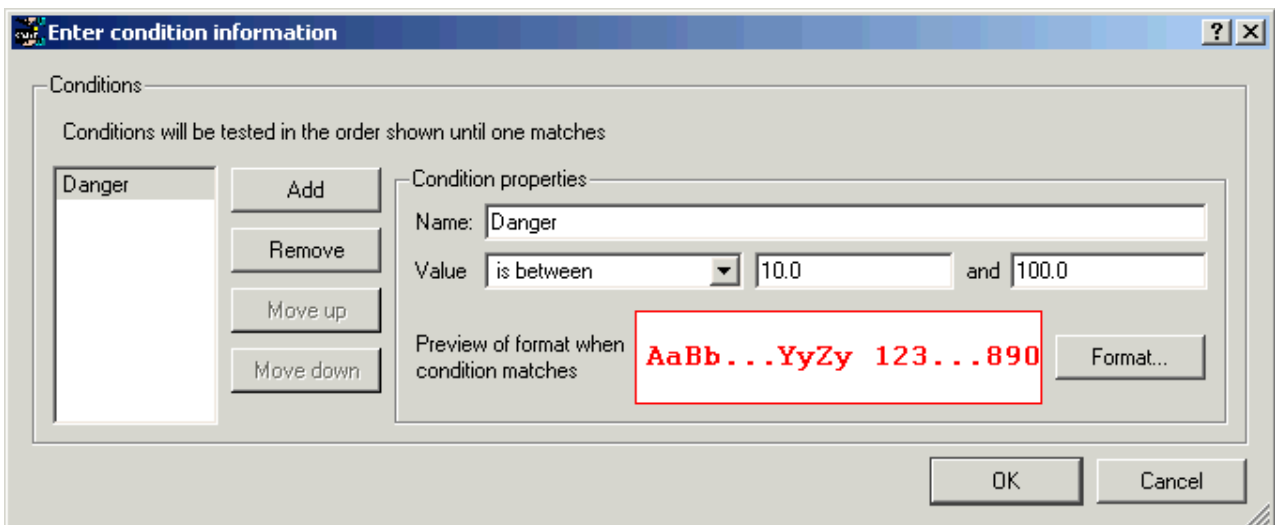 Enter condition information
Conditions
Conditions will be tested in the order shown until one matches
Danger
Add
Remove
Move up
Move down
Condition properties
Name: Danger
Value is between 10.0 and 100.0
Preview of format when
condition matches
AaBb...YyZy 123...890
Format...
OK Cancel